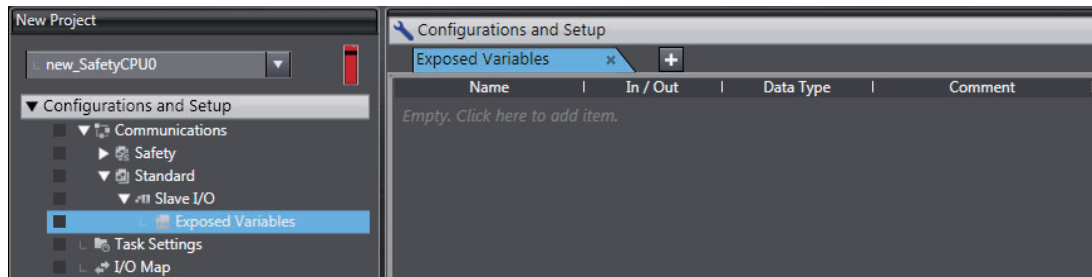 New Project
new_SafetyCPU0
Configurations and Setup
Communications
Safety
Standard
Slave I/O
Exposed Variables
Task Settings
I/O Map
Configurations and Setup
Exposed Variables
Name In / Out Data Type Comment
Empty. Click here to add item.